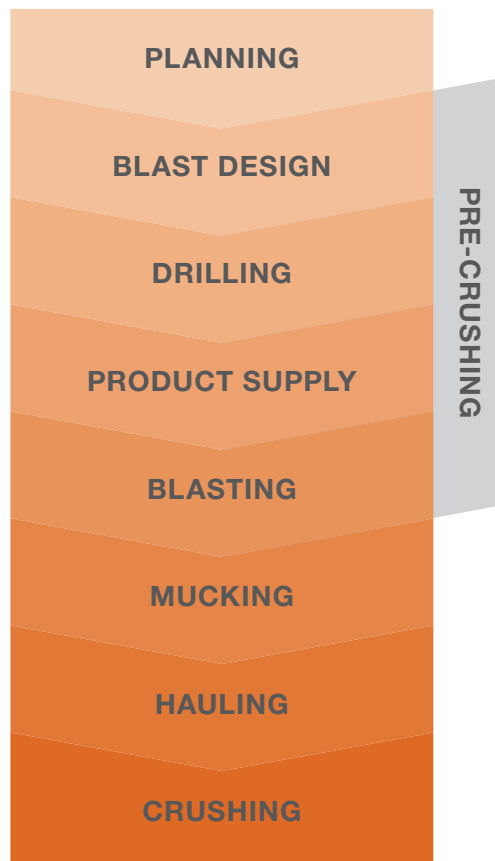 PLANNING
BLAST DESIGN
DRILLING
PRODUCT SUPPLY
BLASTING
MUCKING
HAULING
CRUSHING
PRE-CRUSHING